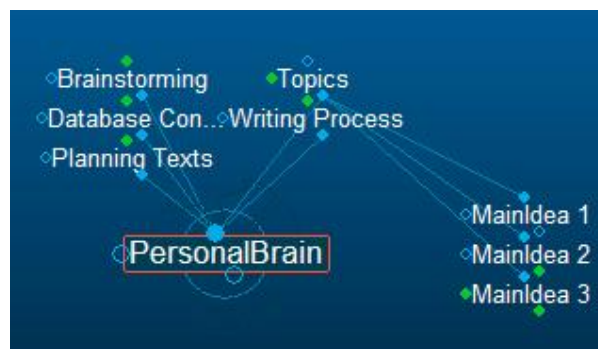 Brainstorming
Topics
Database Con...
Writing Process
Planning Texts
PersonalBrain
MainIdea 1
MainIdea 2
MainIdea 3